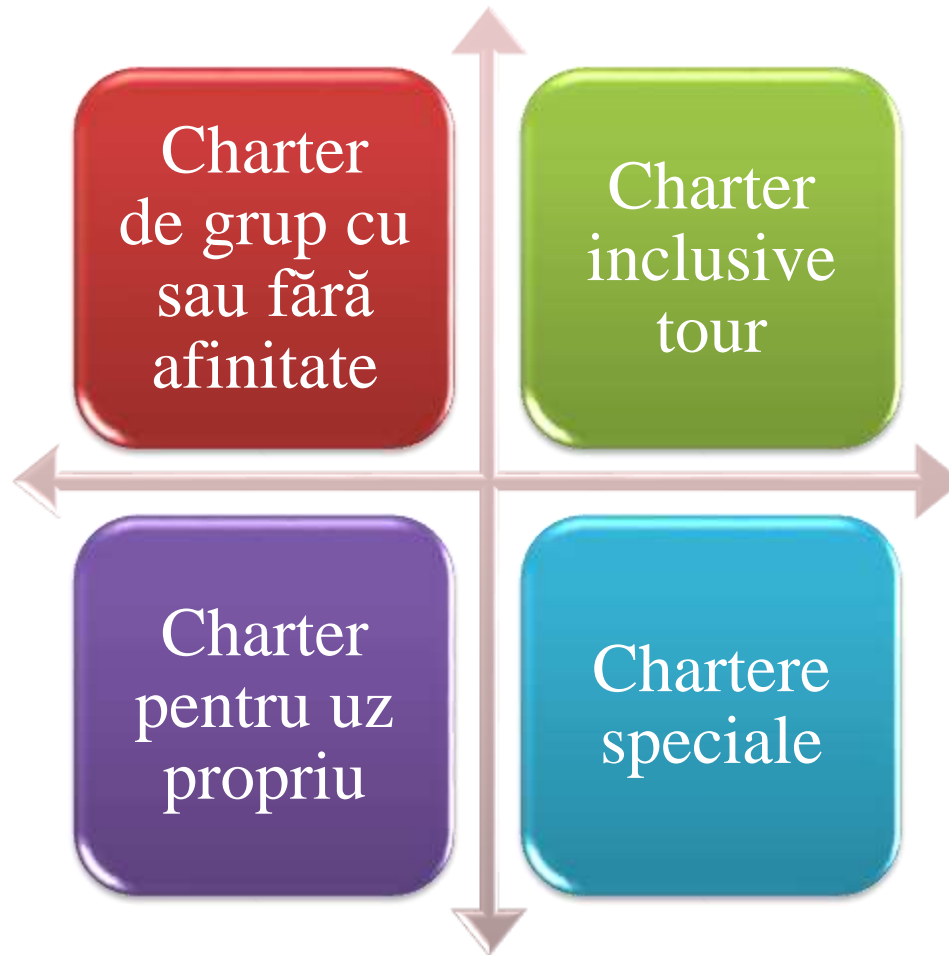 Charter
de grup cu
sau fără
afinitate
Charter
inclusive
tour
Charter
pentru uz
propriu
Chartere
speciale